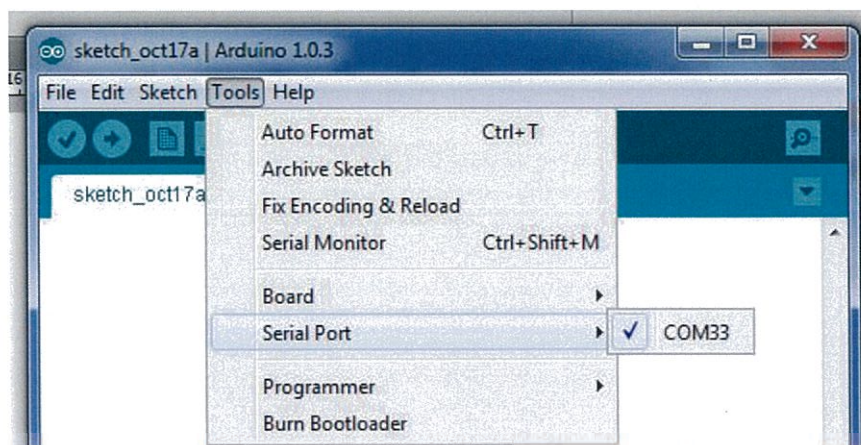 sketch_oct17a | Arduino 1.0.3
16
File Edit Sketch Tools Help
Auto Format Ctrl+T
Archive Sketch
sketch_oct17a
Fix Encoding & Reload
Serial Monitor Ctrl+Shift+M
Board
Serial Port
COM33
Programmer
Burn Bootloader